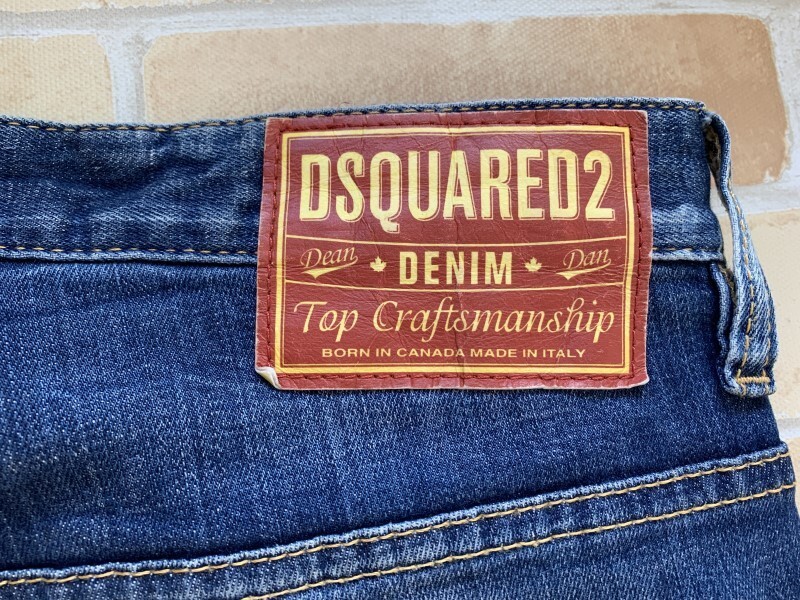 DSQUARED2
Dean DENIM Dan
Top Craftsmanship
BORN IN CANADA MADE IN ITALY